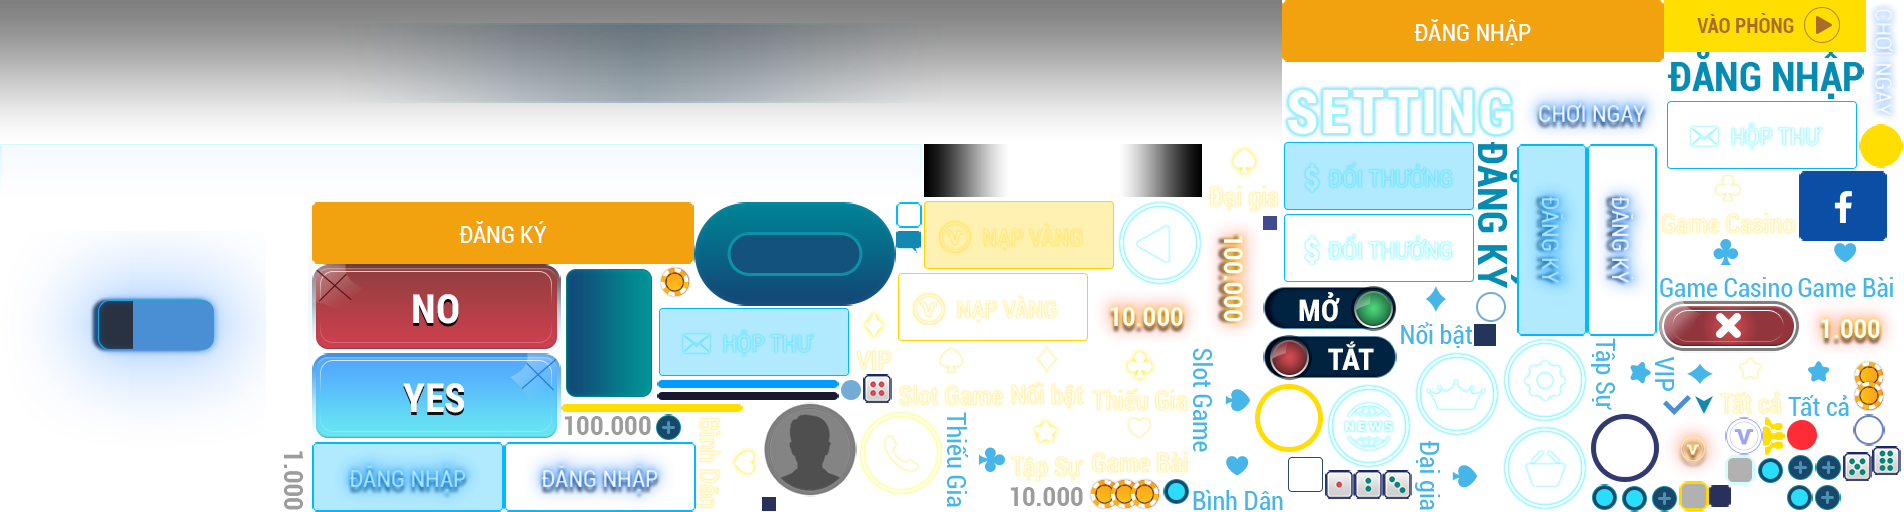 ĐĂNG NHẬP
VÀO PHÒNG
CHƠI NGAY
ĐĂNG NHẬP
SETTING
CHƠI NGAY
HỘP THƯ
ĐỔI THƯỞNG
ĐĂNG KÝ
ĐĂNG KÝ
ĐĂNG KÝ
Đại gia
Game Casino
f
ĐĂNG KÝ
NẠP VÀNG
100.000
ĐỔI THƯỞNG
Game Casino
Game Bài
NO
HỘP THƯ
NẠP VÀNG
10.000
MỞ
Nổi bật
1.000
TẮT
VIP
YES
Slot Game
Nổi bật
Thiếu Gia
Slot Game
Tập Sự
VIP
Tất cả
Tất cả
100.000
Bình Dân
Thiếu Gia
NEWS
Đại gia
1.000
ĐĂNG NHẬP
ĐĂNG NHẬP
Tập Sự
Game Bài
10.000
Bình Dân